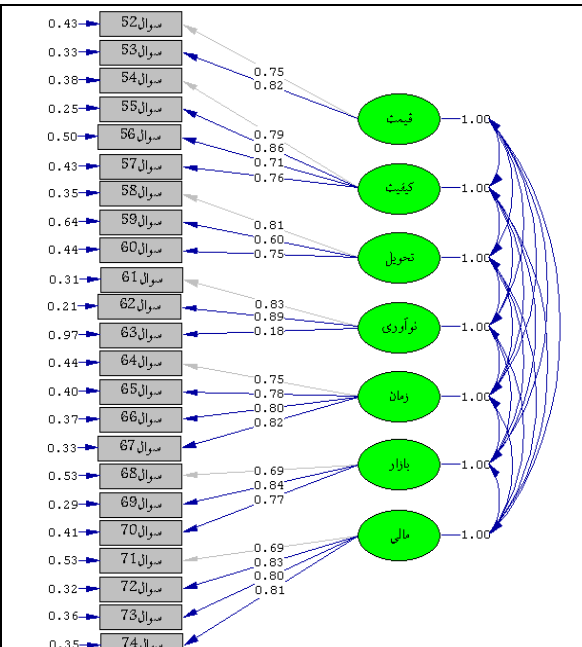 0.43 سوال52
0.33 سوال53
0.38 سوال54
0.25 سوال55
0.50 سوال56
0.43 سوال57
0.35 سوال58
0.64 سوال59
0.44 سوال60
0.31 سوال61
0.21 سوال62
0.97 سوال63
0.44 سوال64
0.40 سوال65
0.37 سوال66
0.33 سوال67
0.53 سوال68
0.29 سوال69
0.41 سوال70
0.53 سوال71
0.32 سوال72
0.36 سوال73
0.35 سوال74
0.75
0.82
0.79
0.86
0.71
0.76
0.81
0.60
0.75
0.83
0.89
0.18
0.75
0.78
0.80
0.82
0.69
0.84
0.77
0.69
0.83
0.80
0.81
قیمت 1.00
کیفیت 1.00
تحویل 1.00
نوآوری 1.00
زمان 1.00
بازار 1.00
مالی 1.00